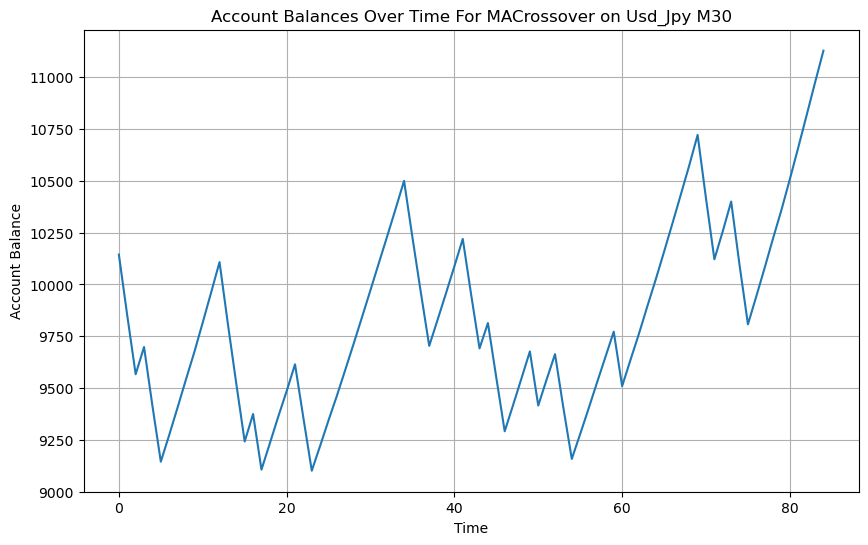 Account Balances Over Time For MACrossover on Usd_Jpy M30
Account Balance
11000
10750
10500
10250
10000
9750
9500
9250
9000
0 20 40 60 80
Time